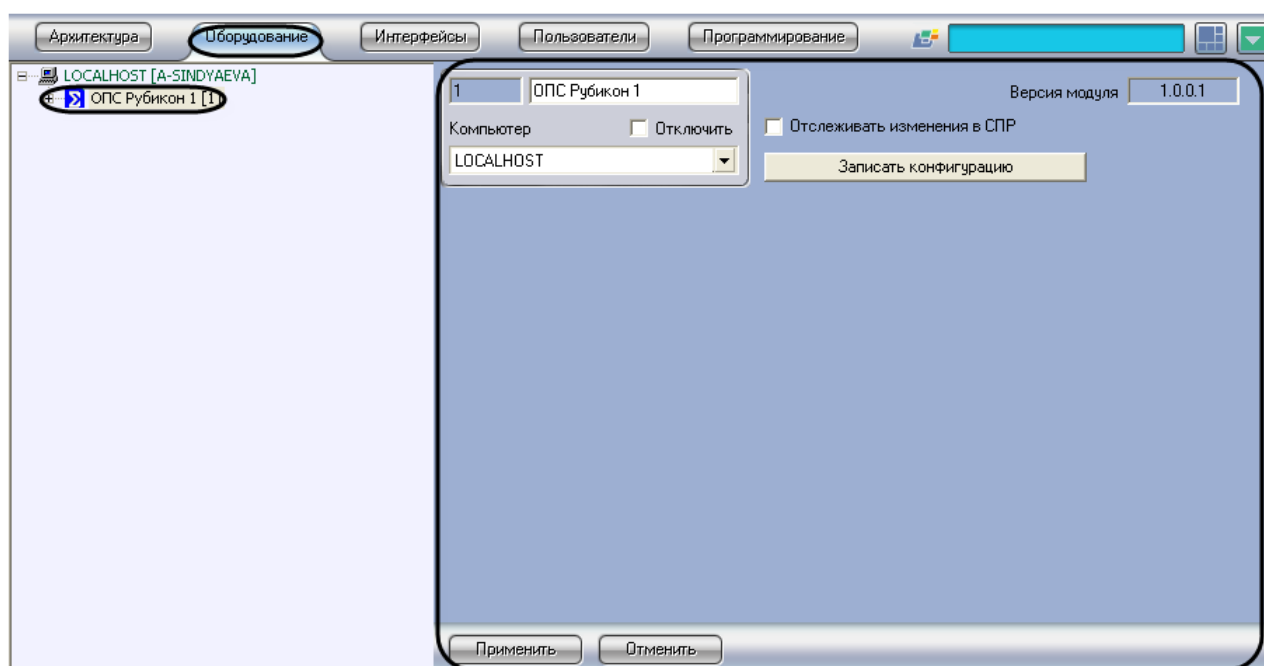 Архитектура Оборудование Интерфейсы Пользователи Программирование
LOCALHOST [A-SINDYAEVA]
ОПС Рубикон 1 [1]
1 ОПС Рубикон 1 Версия модуля 1.0.0.1
Компьютер Отключить Отслеживать изменения в СПР
LOCALHOST Записать конфигурацию
Применить Отменить